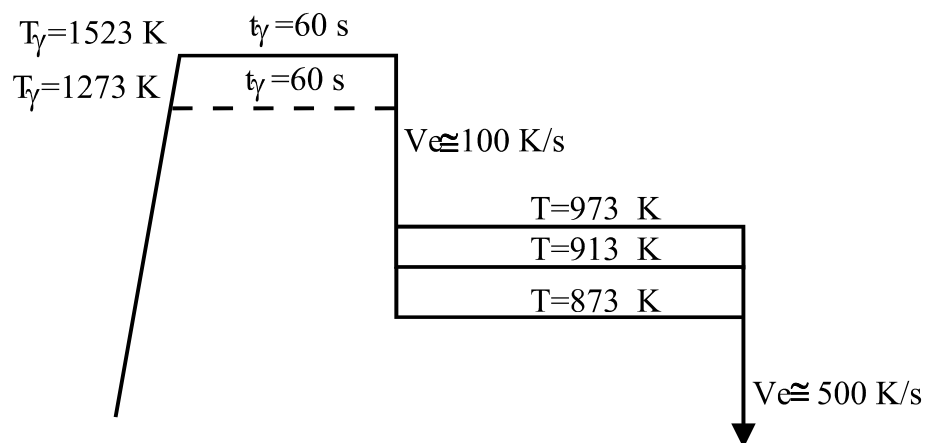 Tγ=1523 K
tγ=60 s
Tγ=1273 K
tγ=60 s
Ve≅100 K/s
T=973 K
T=913 K
T=873 K
Ve≅ 500 K/s